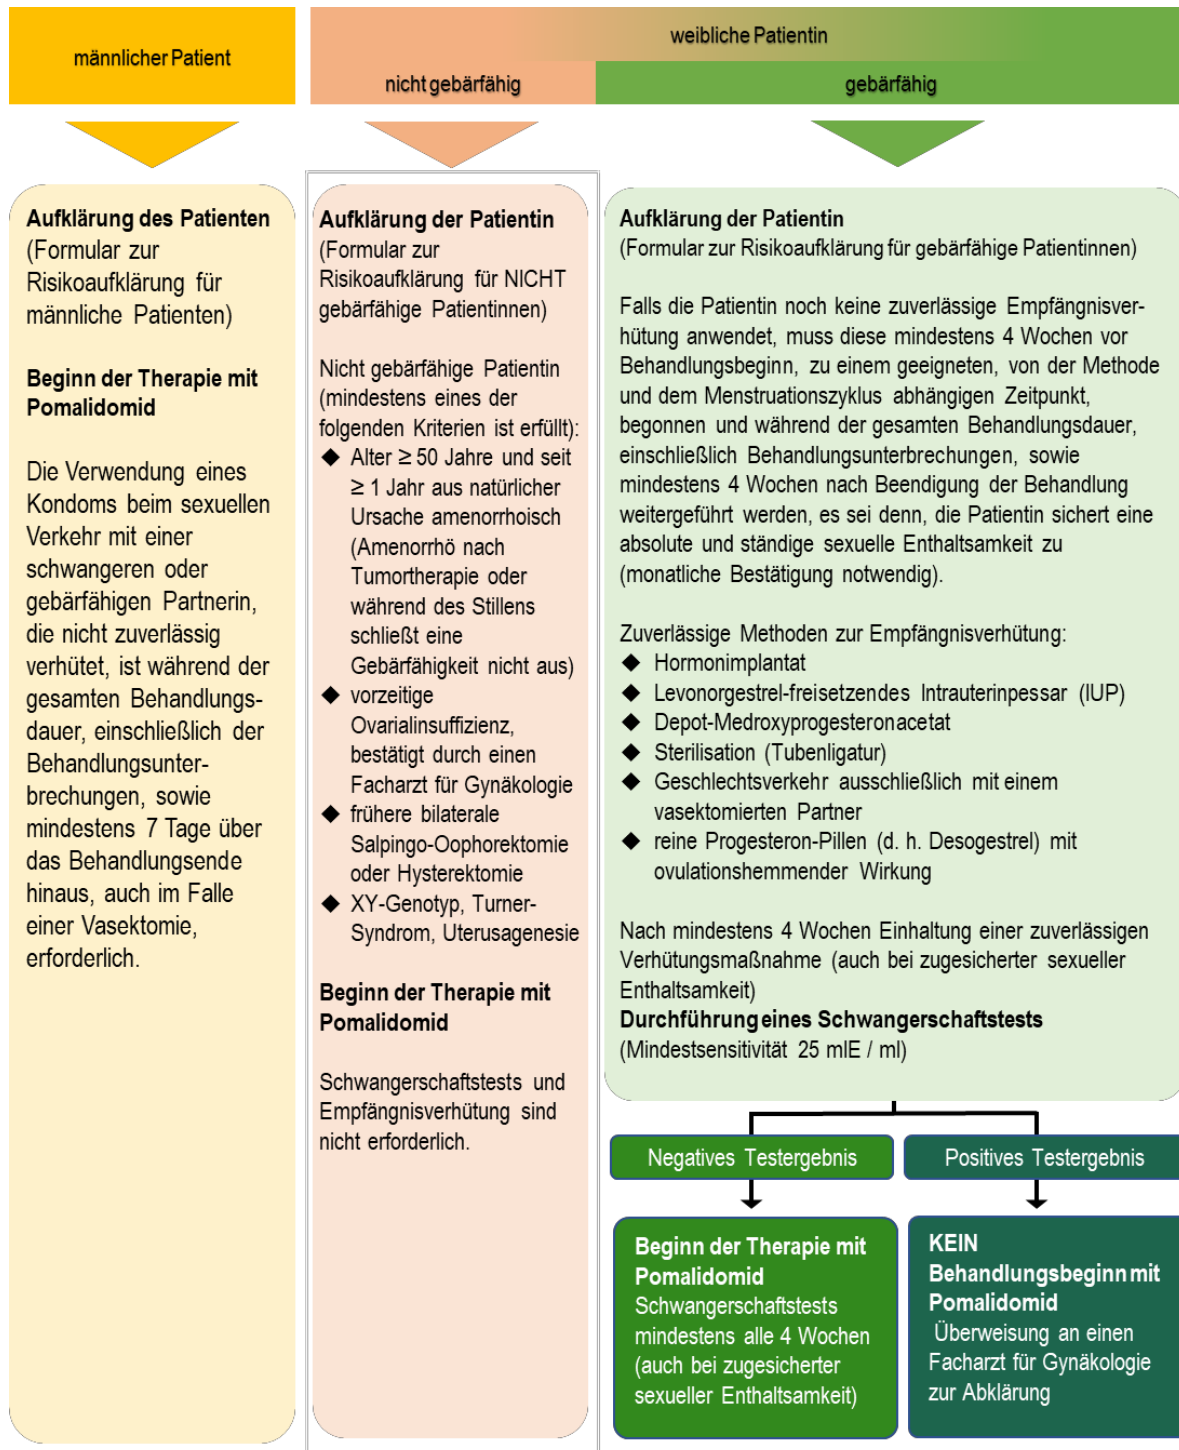 männlicher Patient
weibliche Patientin
nicht gebärfähig
gebärfähig
Aufklärung des Patienten
(Formular zur
Risikoaufklärung für
männliche Patienten)
Beginn der Therapie mit
Pomalidomid
Die Verwendung eines
Kondoms beim sexuellen
Verkehr mit einer
schwangeren oder
gebärfähigen Partnerin,
die nicht zuverlässig
verhütet, ist während der
gesamten Behandlungs-
dauer, einschließlich der
Behandlungsunter-
brechungen, sowie
mindestens 7 Tage über
das Behandlungsende
hinaus, auch im Falle
einer Vasektomie,
erforderlich.
Aufklärung der Patientin
(Formular zur
Risikoaufklärung für NICHT
gebärfähige Patientinnen)
Nicht gebärfähige Patientin
(mindestens eines der
folgenden Kriterien ist erfüllt):
◆ Alter ≥ 50 Jahre und seit
≥ 1 Jahr aus natürlicher
Ursache amenorrhoisch
(Amenorrhö nach
Tumortherapie oder
während des Stillens
schließt eine
Gebärfähigkeit nicht aus)
◆ vorzeitige
Ovarialinsuffizienz,
bestätigt durch einen
Facharzt für Gynäkologie
◆ frühere bilaterale
Salpingo-Oophorektomie
oder Hysterektomie
◆ XY-Genotyp, Turner-
Syndrom, Uterusagenesie
Beginn der Therapie mit
Pomalidomid
Schwangerschaftstests und
Empfängnisverhütung sind
nicht erforderlich.
Aufklärung der Patientin
(Formular zur Risikoaufklärung für gebärfähige Patientinnen)
Falls die Patientin noch keine zuverlässige Empfängnisver-
hütung anwendet, muss diese mindestens 4 Wochen vor
Behandlungsbeginn, zu einem geeigneten, von der Methode
und dem Menstruationszyklus abhängigen Zeitpunkt,
begonnen und während der gesamten Behandlungsdauer,
einschließlich Behandlungsunterbrechungen, sowie
mindestens 4 Wochen nach Beendigung der Behandlung
weitergeführt werden, es sei denn, die Patientin sichert eine
absolute und ständige sexuelle Enthaltsamkeit zu
(monatliche Bestätigung notwendig).
Zuverlässige Methoden zur Empfängnisverhütung:
◆ Hormonimplantat
◆ Levonorgestrel-freisetzendes Intrauterinpessar (IUP)
◆ Depot-Medroxyprogesteronacetat
◆ Sterilisation (Tubenligatur)
◆ Geschlechtsverkehr ausschließlich mit einem
vasektomierten Partner
◆ reine Progesteron-Pillen (d. h. Desogestrel) mit
ovulationshemmender Wirkung
Nach mindestens 4 Wochen Einhaltung einer zuverlässigen
Verhütungsmaßnahme (auch bei zugesicherter sexueller
Enthaltsamkeit)
Durchführung eines Schwangerschaftstests
(Mindestsensitivität 25 mIE / ml)
Negatives Testergebnis
Positives Testergebnis
Beginn der Therapie mit
Pomalidomid
Schwangerschaftstests
mindestens alle 4 Wochen
(auch bei zugesicherter
sexueller Enthaltsamkeit)
KEIN
Behandlungsbeginn mit
Pomalidomid
Überweisung an einen
Facharzt für Gynäkologie
zur Abklärung